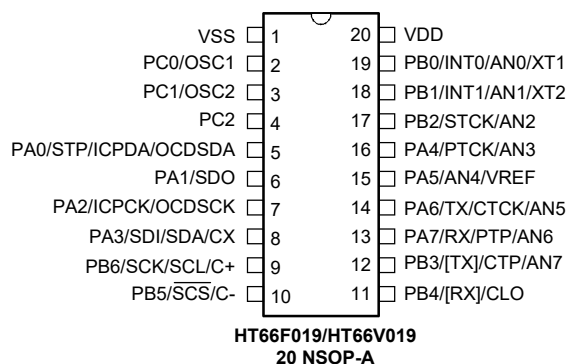 VSS 1 20 VDD
PC0/OSC1 2 19 PB0/INT0/AN0/XT1
PC1/OSC2 3 18 PB1/INT1/AN1/XT2
PC2 4 17 PB2/STCK/AN2
PA0/STP/ICPDA/OCDSDA 5 16 PA4/PTCK/AN3
PA1/SDO 6 15 PA5/AN4/VREF
PA2/ICPCK/OCDSCK 7 14 PA6/TX/CTCK/AN5
PA3/SDI/SDA/CX 8 13 PA7/RX/PTP/AN6
PB6/SCK/SCL/C+ 9 12 PB3/[TX]/CTP/AN7
PB5/SCS/C- 10 11 PB4/[RX]/CLO
HT66F019/HT66V019
20 NSOP-A